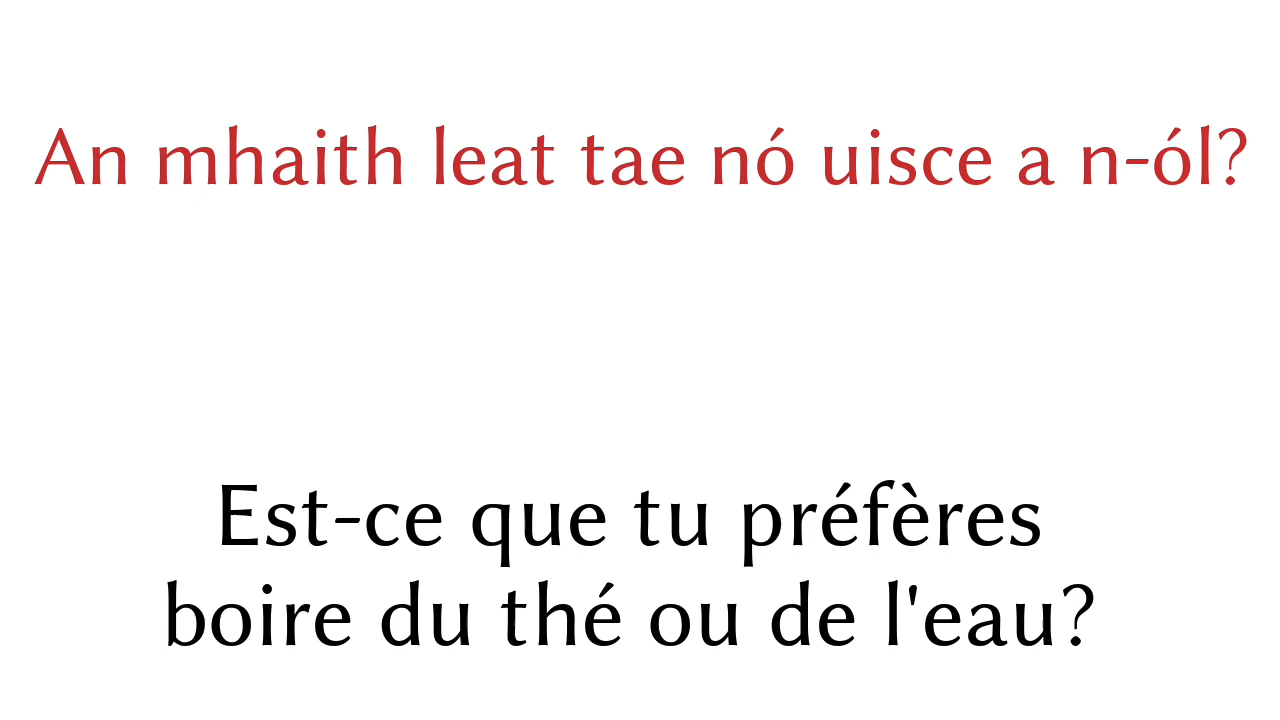 An mhaith leat tae nó uisce a n-ól?
Est-ce que tu préfères
boire du thé ou de l'eau?